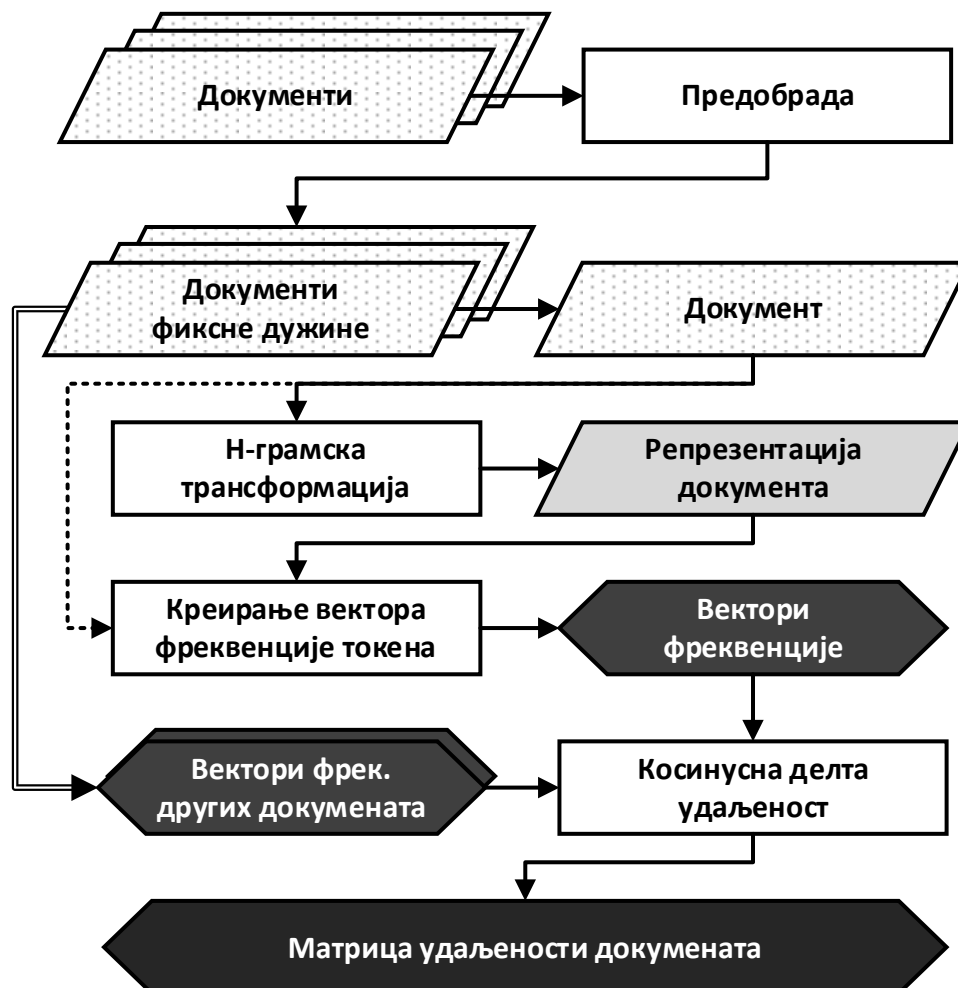 Документи
Предобрада
Документи
фиксне дужине
Документ
Н-грамска
трансформација
Репрезентација
документа
Креирање вектора
фреквенције токена
Вектори
фреквенције
Вектори фрек.
других докумената
Косинусна делта
удаљеност
Матрица удаљености докумената